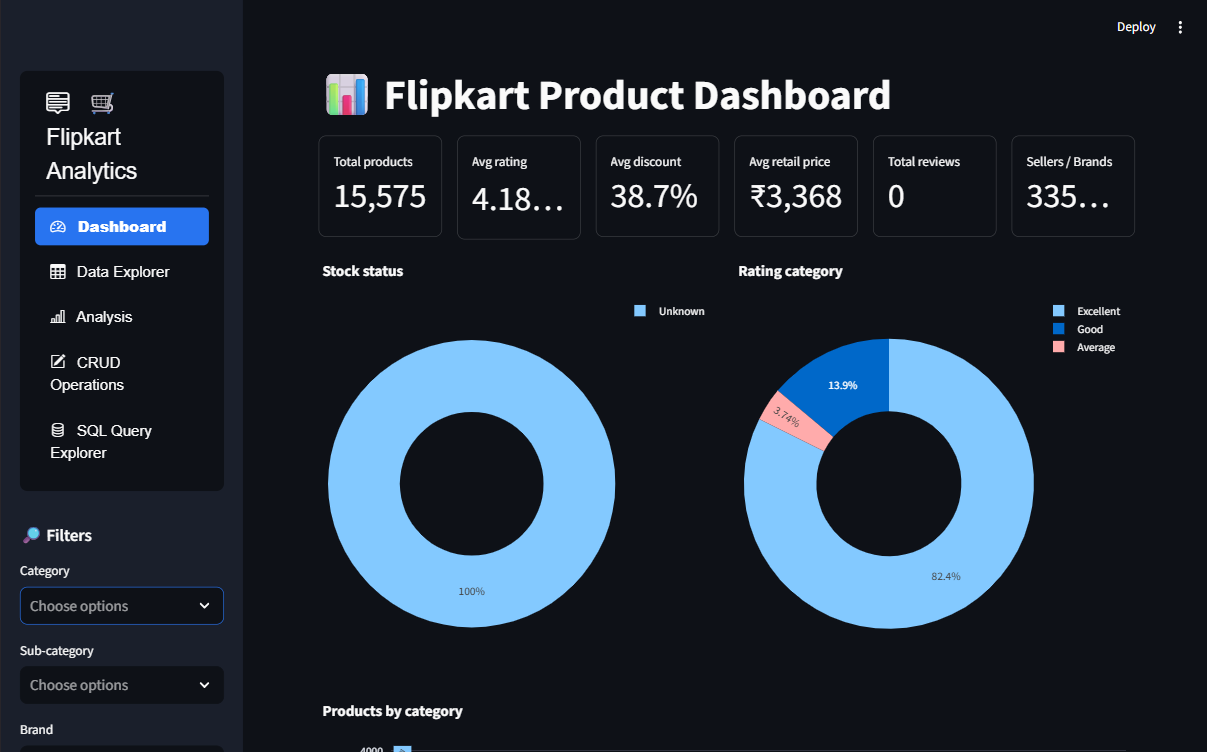 Deploy
Flipkart
Analytics
Dashboard
Data Explorer
Analysis
CRUD
Operations
SQL Query
Explorer
Filters
Category
Choose options
Sub-category
Choose options
Brand
Flipkart Product Dashboard
Total products
15,575
Avg rating
4.18…
Avg discount
38.7%
Avg retail price
₹3,368
Total reviews
0
Sellers / Brands
335…
Stock status
Unknown
100%
Rating category
Excellent
Good
Average
13.9%
3.74%
82.4%
Products by category
4000